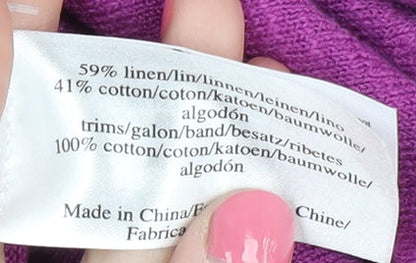 59% linen/lin/linnen/leinen/lino
41% cotton/coton/katoen/baumwolle/
algodón
trims/galon/band/besatz/ribetes
100% cotton/coton/katoen/baumwolle/
algodón
Made in China/F Chine/
Fabrica